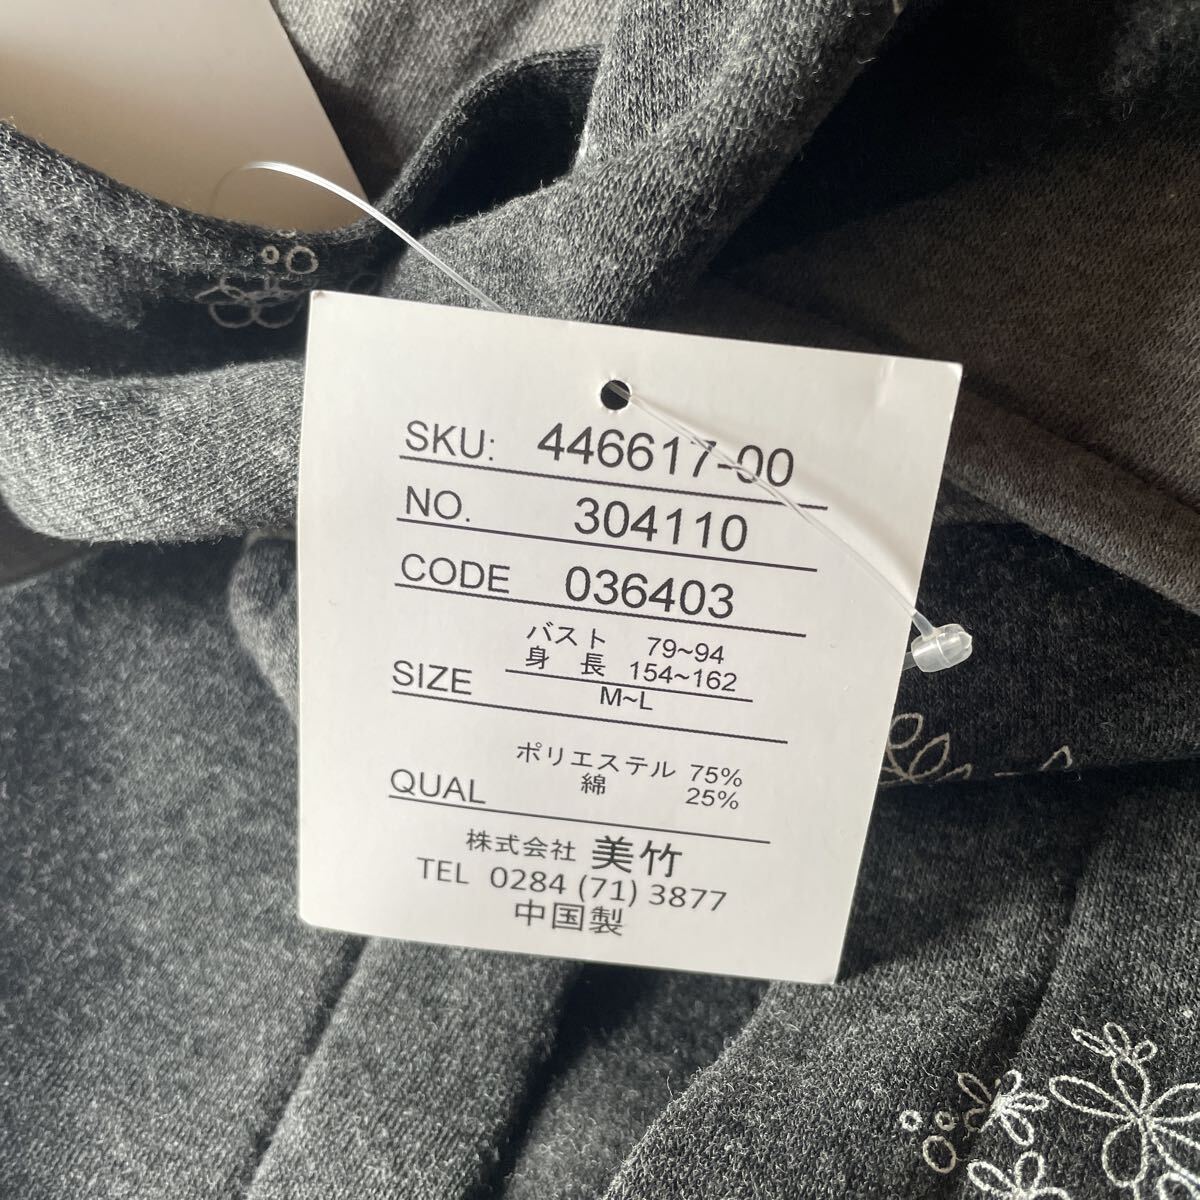 SKU: 446617-00
NO. 304110
CODE 036403
バスト 79~94
身 長 154~162
SIZE M~L
ポリエステル 75%
綿 25%
QUAL
株式会社 美竹
TEL 0284 (71) 3877
中国製